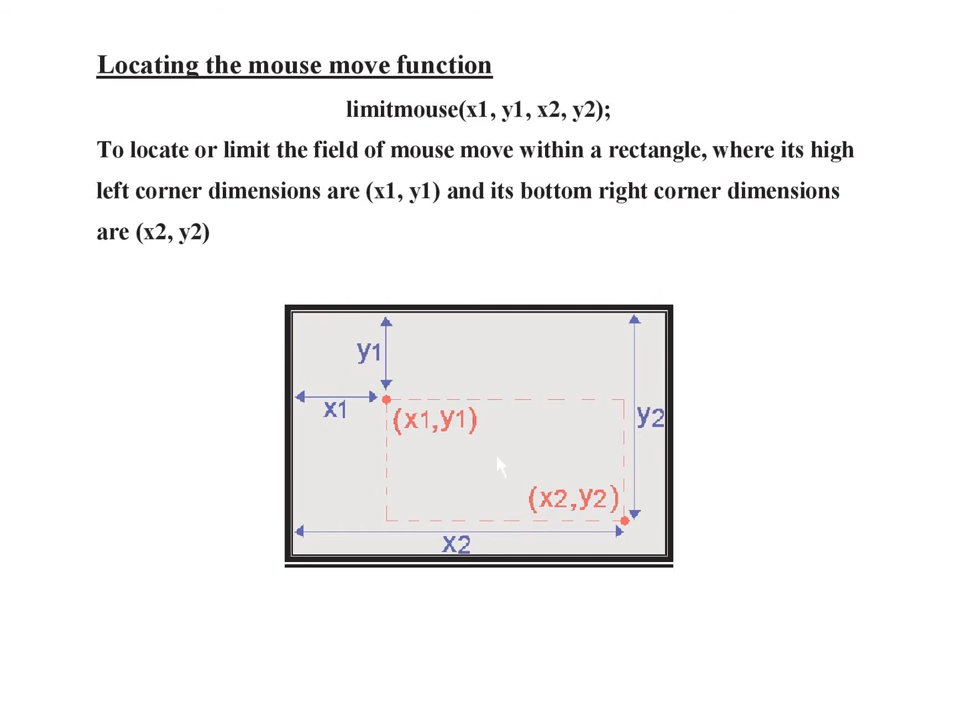 Locating the mouse move function
limitmouse(x1, y1, x2, y2);
To locate or limit the field of mouse move within a rectangle, where its high
left corner dimensions are (x1, y1) and its bottom right corner dimensions
are (x2, y2)
y1
x1
(x1,y1)
y2
(x2,y2)
x2